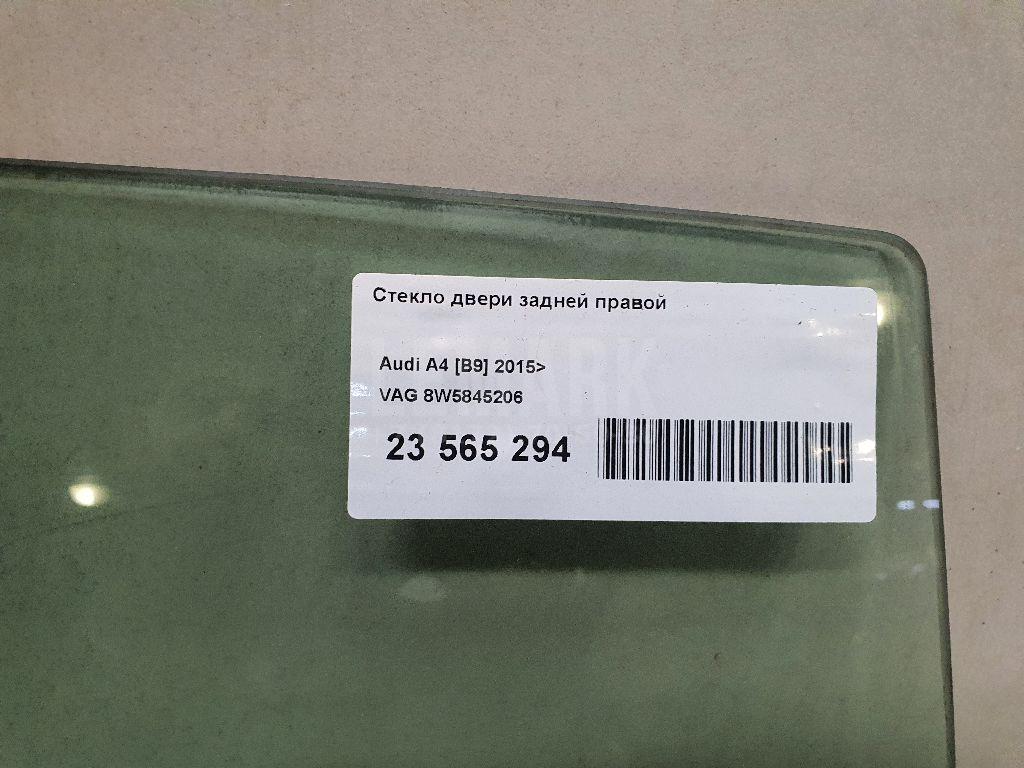 Стекло двери задней правой
Audi A4 [B9] 2015>
VAG 8W5845206
23 565 294